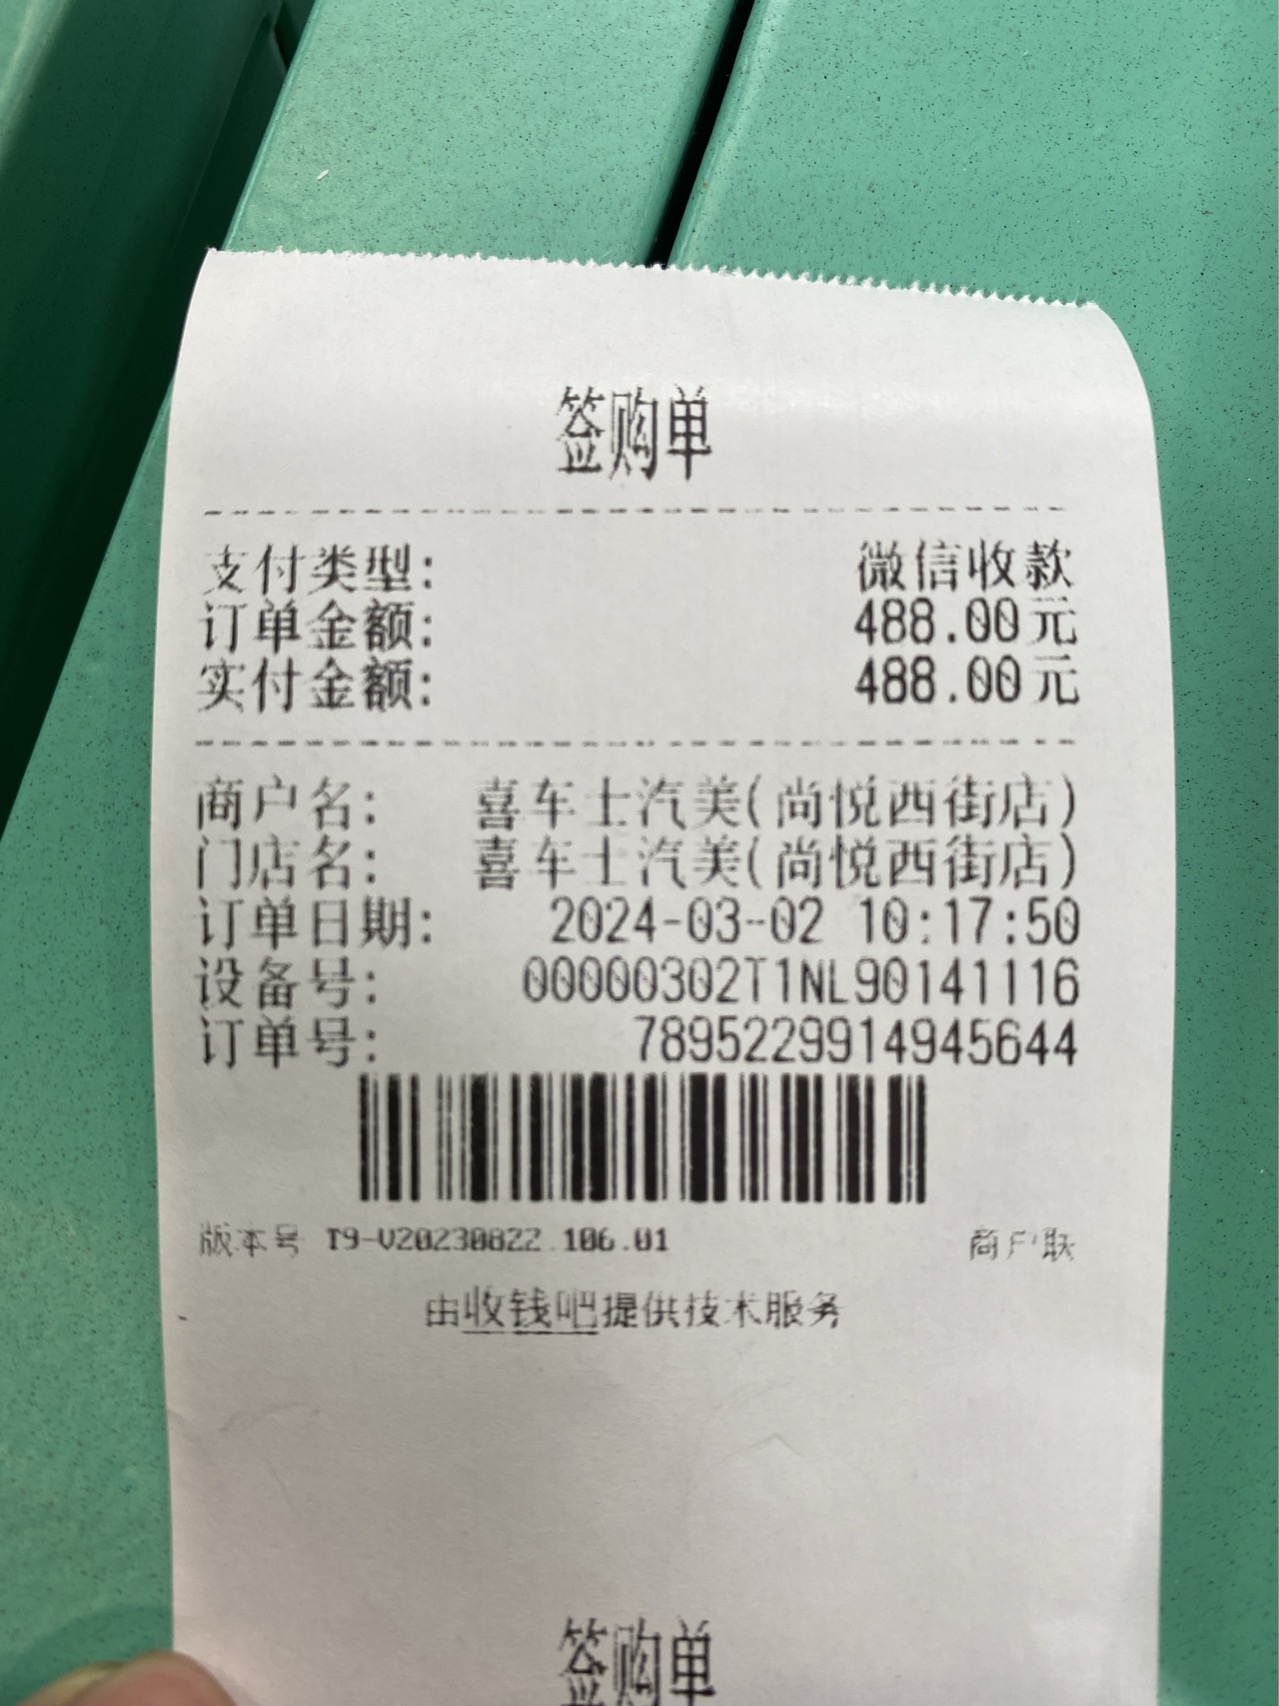 签购单
支付类型: 微信收款
订单金额: 488.00元
实付金额: 488.00元
商户名: 喜车士汽美(尚悦西街店)
门店名: 喜车士汽美(尚悦西街店)
订单日期: 2024-03-02 10:17:50
设备号: 00000302T1NL90141116
订单号: 7895229914945644
版本号 T9-V20230822.106.01 商户联
由收钱吧提供技术服务
签购单